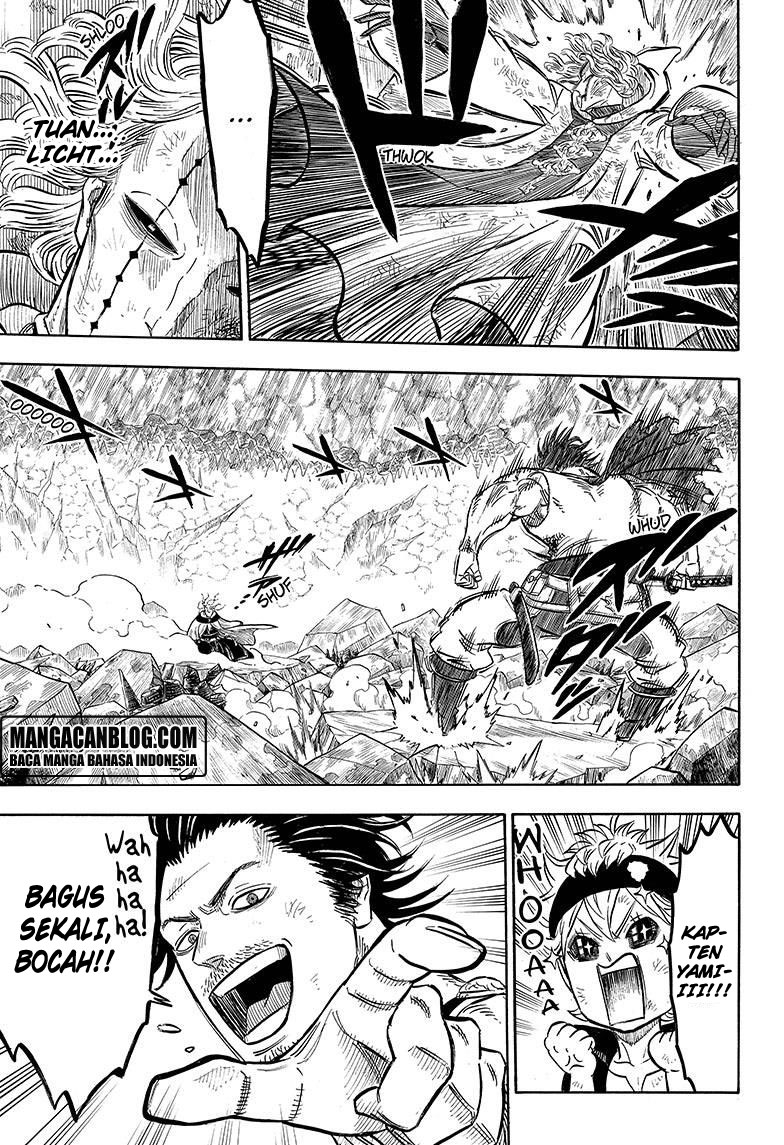 THWOK
...
SHLOO
TUAN...
LICHT...
OOOOOO
WHUD
SHUF
MANGACANBLOG.COM
BACA MANGA BAHASA INDONESIA
KAP-
TEN
YAMI-
III!!!
WHOOAAA
Wah
ha
ha
ha!
BAGUS
SEKALI,
BOCAH!!